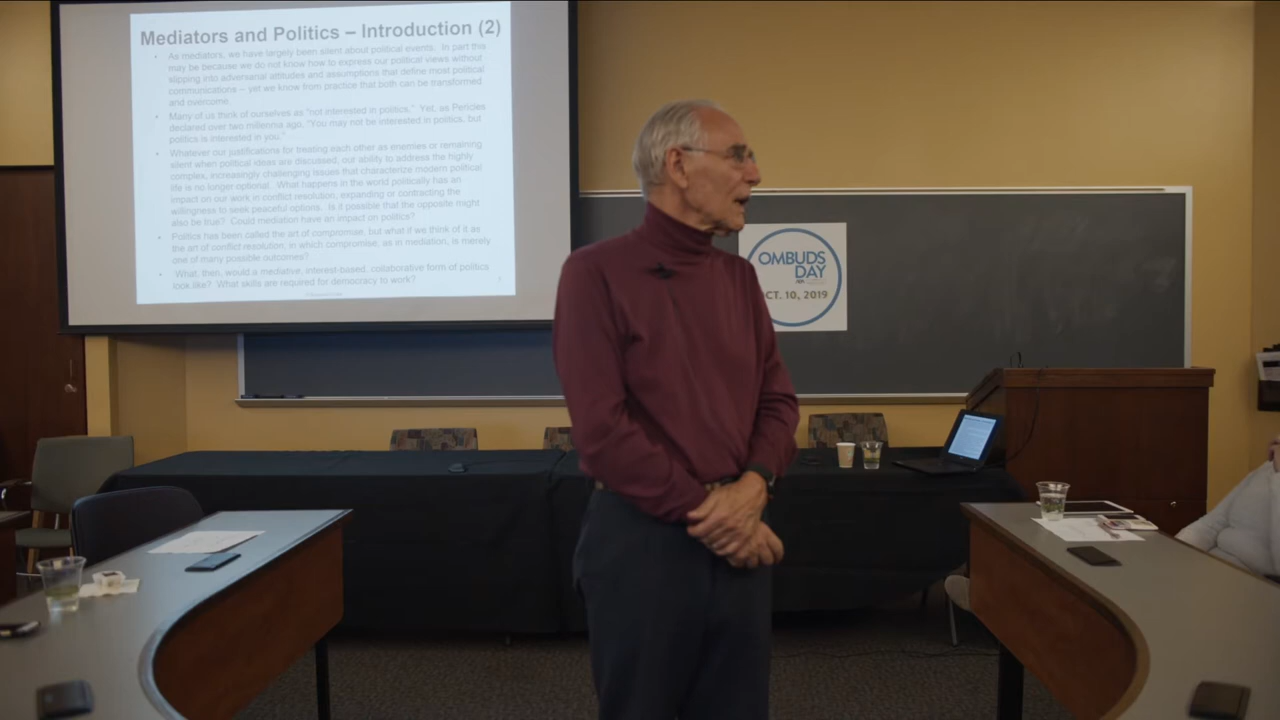 Mediators and Politics – Introduction (2)
• As mediators, we have largely been silent about political events. In part this
may be because we do not know how to express our political views without
slipping into adversarial attitudes and assumptions that define most political
communications – yet we know from practice that both can be transformed
and overcome.
• Many of us think of ourselves as "not interested in politics." Yet, as Pericles
declared over two millennia ago, "You may not be interested in politics, but
politics is interested in you."
• Whatever our justifications for treating each other as enemies or remaining
silent when political ideas are discussed, our ability to address the highly
complex, increasingly challenging issues that characterize modern political
life is no longer optional. What happens in the world politically has an
impact on our work in conflict resolution, expanding or contracting the
willingness to seek peaceful options. Is it possible that the opposite might
also be true? Could mediation have an impact on politics?
• Politics has been called the art of compromise, but what if we think of it as
the art of conflict resolution, in which compromise, as in mediation, is merely
one of many possible outcomes?
• What, then, would a mediative, interest-based, collaborative form of politics
look like? What skills are required for democracy to work?
OMBUDS
DAY
CT. 10, 2019